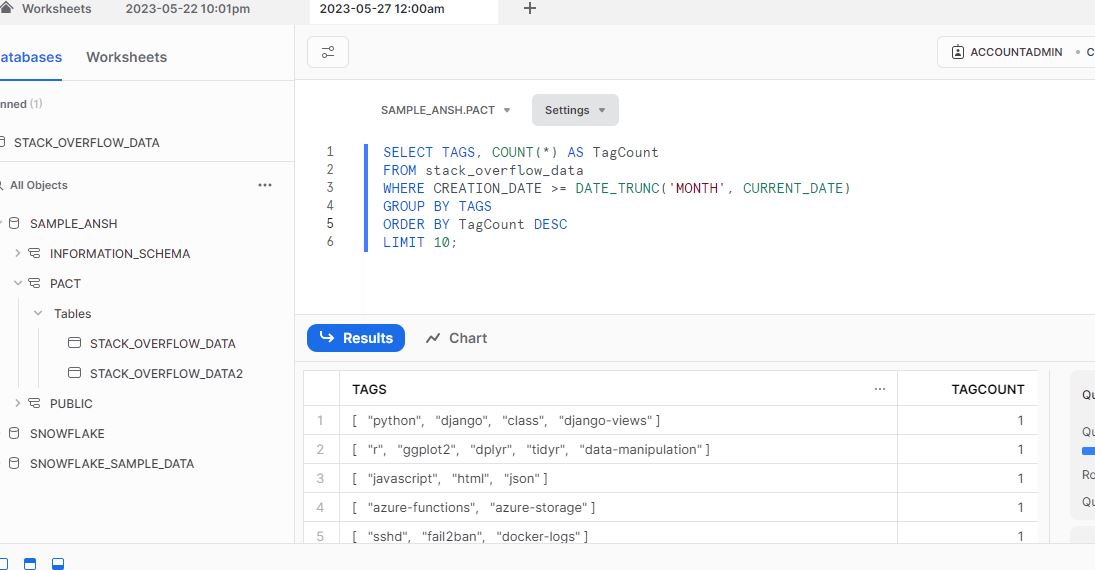 Worksheets
2023-05-22 10:01pm
2023-05-27 12:00am
+
atabases
Worksheets
nned (1)
STACK_OVERFLOW_DATA
All Objects
...
SAMPLE_ANSH
INFORMATION_SCHEMA
PACT
Tables
STACK_OVERFLOW_DATA
STACK_OVERFLOW_DATA2
PUBLIC
SNOWFLAKE
SNOWFLAKE_SAMPLE_DATA
ACCOUNTADMIN • C
SAMPLE_ANSH.PACT
Settings
1 SELECT TAGS, COUNT(*) AS TagCount
2 FROM stack_overflow_data
3 WHERE CREATION_DATE >= DATE_TRUNC('MONTH', CURRENT_DATE)
4 GROUP BY TAGS
5 ORDER BY TagCount DESC
6 LIMIT 10;
Results
Chart
TAGS ... TAGCOUNT
1 [ "python", "django", "class", "django-views" ] 1
2 [ "r", "ggplot2", "dplyr", "tidyr", "data-manipulation" ] 1
3 [ "javascript", "html", "json" ] 1
4 [ "azure-functions", "azure-storage" ] 1
5 [ "sshd", "fail2ban", "docker-logs" ] 1
Qu
Qu
Ro
Qu